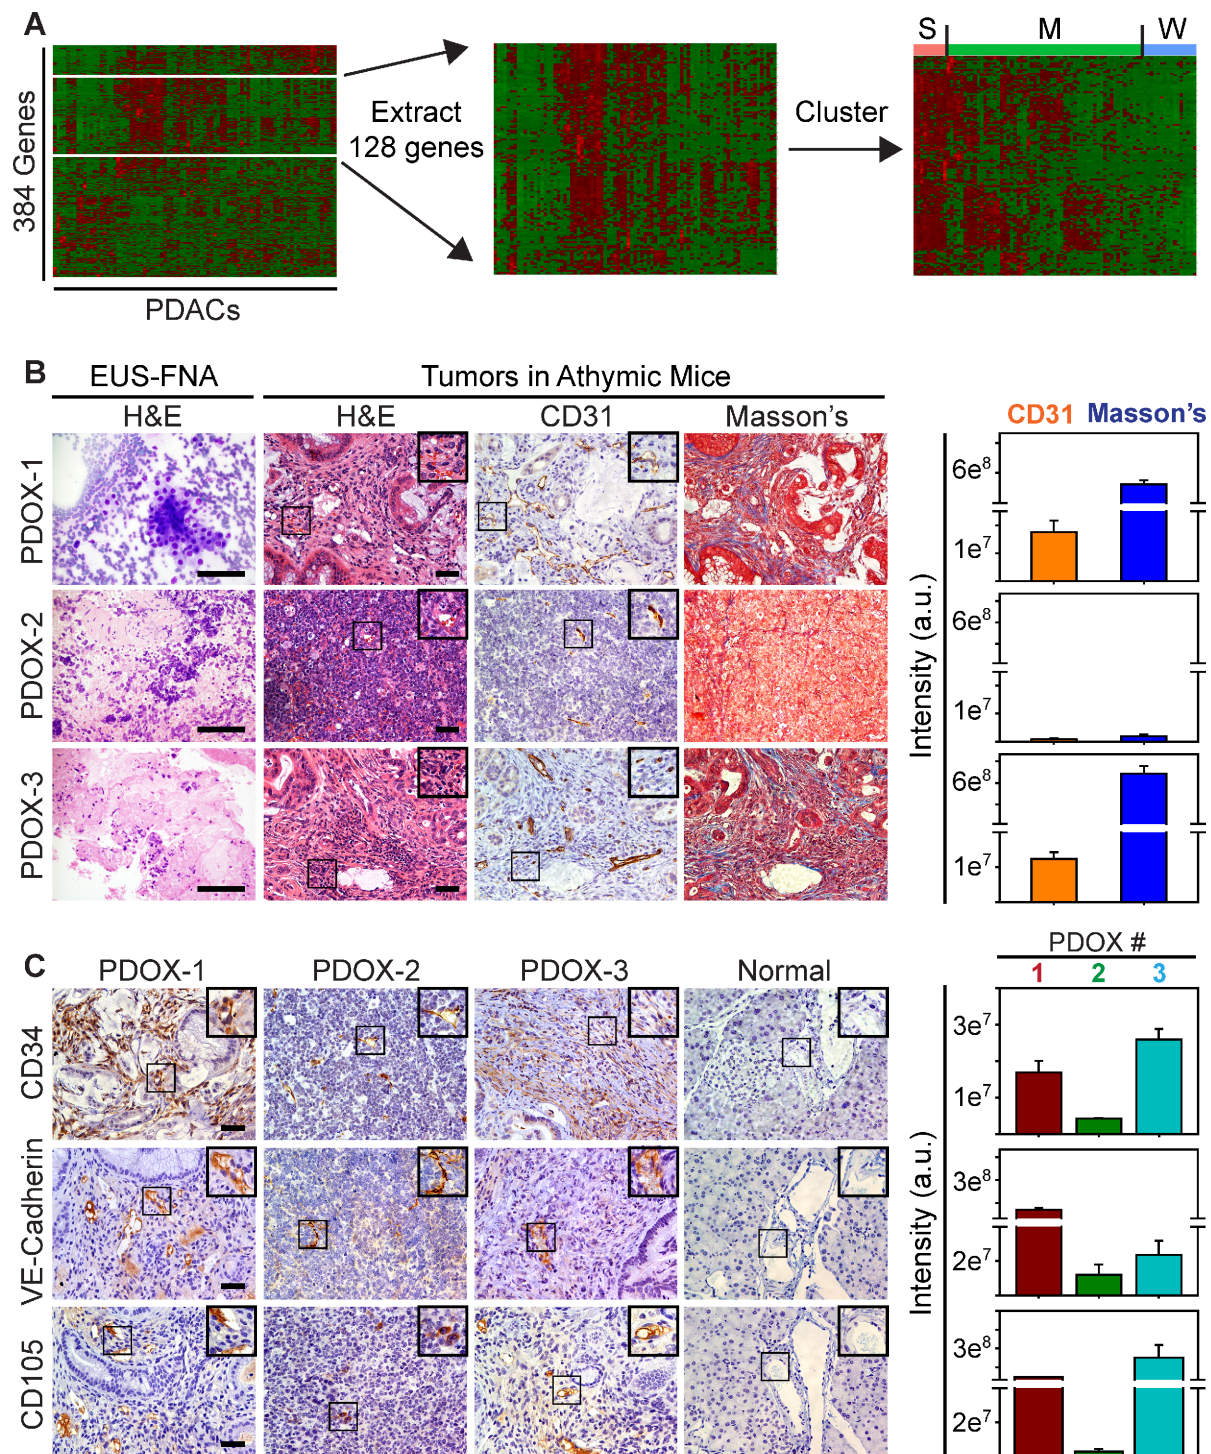 A
384 Genes
PDACs
Extract
128 genes
Cluster
S M W
B
EUS-FNA
Tumors in Athymic Mice
H&E H&E CD31 Masson's
CD31 Masson's
PDOX-1
PDOX-2
PDOX-3
Intensity (a.u.)
6e⁸
1e⁷
6e⁸
1e⁷
6e⁸
1e⁷
C
PDOX-1 PDOX-2 PDOX-3 Normal
PDOX #
1 2 3
CD34
VE-Cadherin
CD105
Intensity (a.u.)
3e⁷
1e⁷
3e⁸
2e⁷
3e⁸
2e⁷